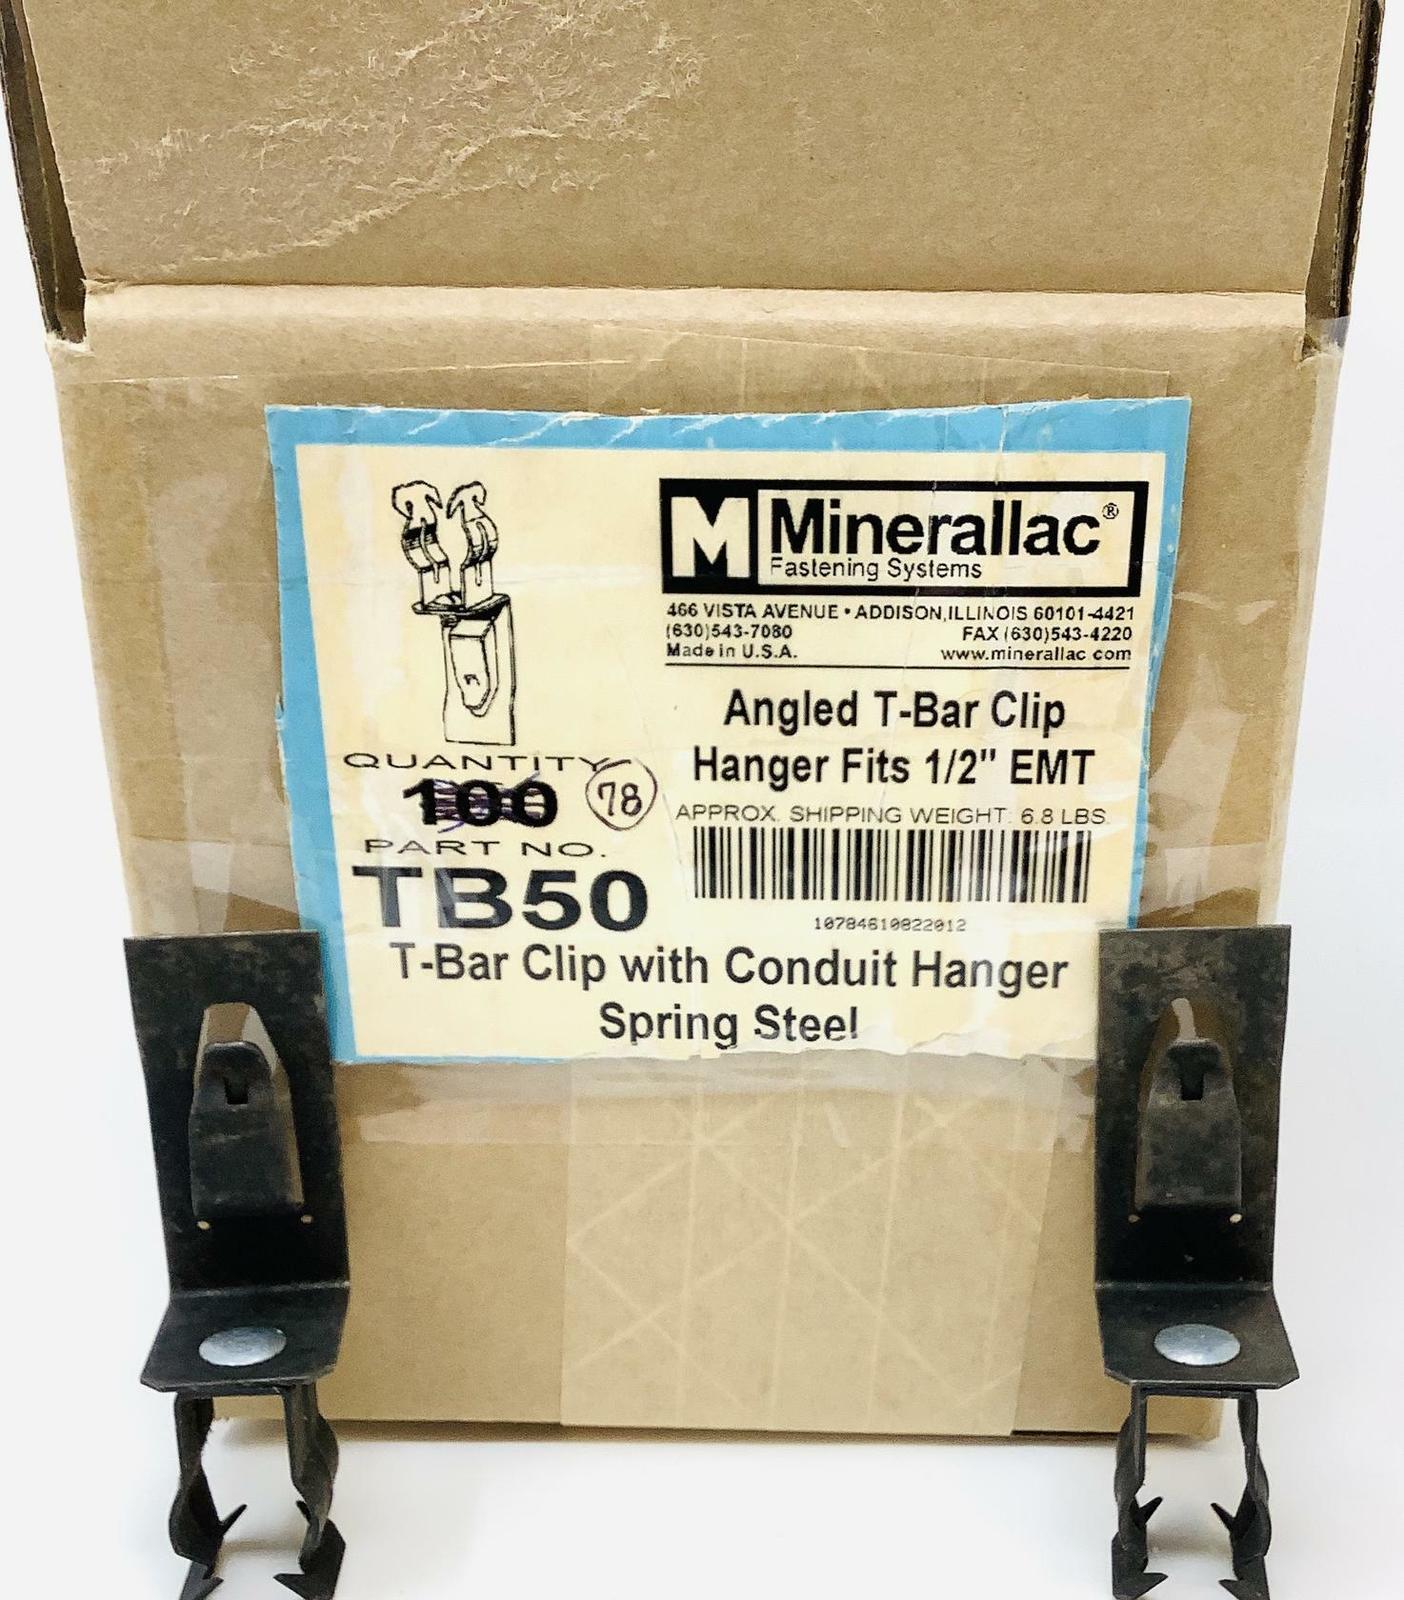 M Minerallac®
Fastening Systems
466 VISTA AVENUE • ADDISON, ILLINOIS 60101-4421
(630)543-7080 FAX (630)543-4220
Made in U.S.A. www.minerallac.com
Angled T-Bar Clip
Hanger Fits 1/2" EMT
QUANTITY
100 78
APPROX. SHIPPING WEIGHT: 6.8 LBS.
PART NO.
TB50
10784610822012
T-Bar Clip with Conduit Hanger
Spring Steel